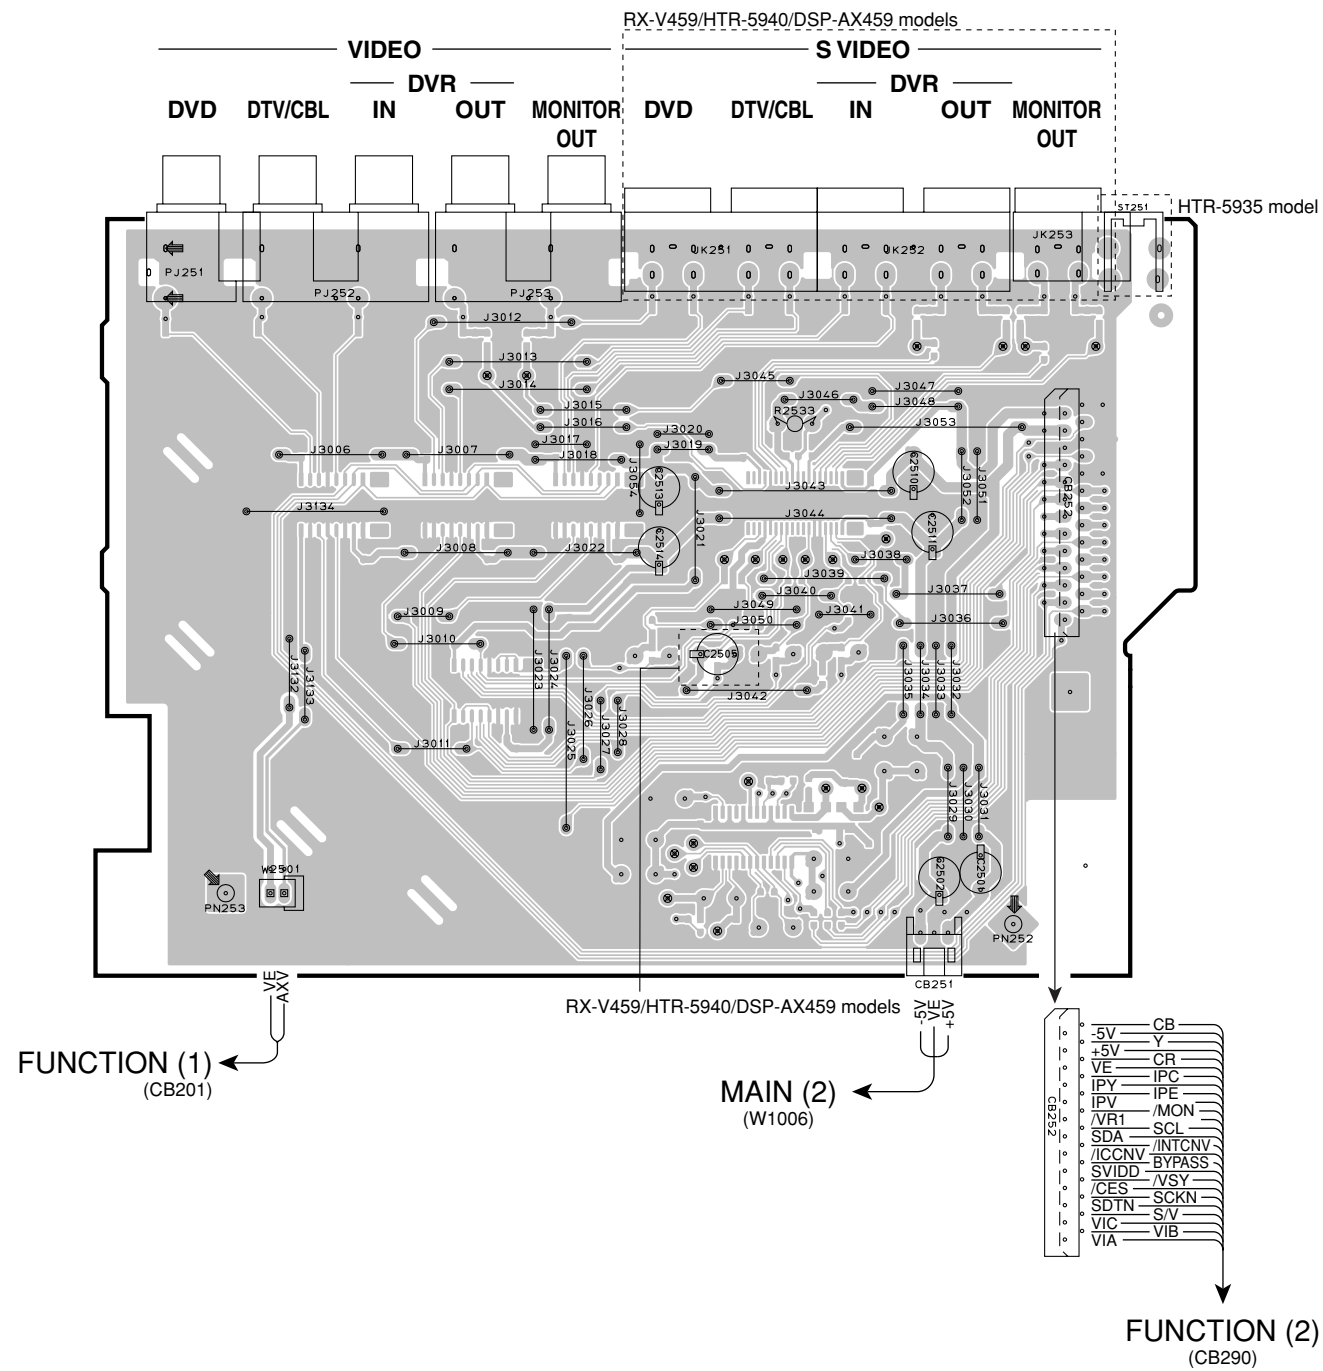 RX-V459/HTR-5940/DSP-AX459 models
VIDEO
S VIDEO
DVR
DVR
DVD
DTV/CBL
IN
OUT
MONITOR
OUT
DVD
DTV/CBL
IN
OUT
MONITOR
OUT
ST251
HTR-5935 model
PJ251
PJ252
PJ253
JK251
JK252
JK253
J3012
J3013
J3014
J3015
J3016
J3017
J3018
J3045
J3046
J3047
J3048
R2533
J3053
J3020
J3019
J3006
J3007
J3054
C2513
C2510
J3052
J3051
CB252
J3043
J3134
J3044
J3021
C2511
C2514
J3008
J3022
J3038
J3039
J3040
J3037
J3049
J3041
J3009
J3050
J3036
J3010
C2505
J3132
J3133
J3023
J3024
J3035
J3034
J3033
J3032
J3042
J3026
J3025
J3027
J3028
J3011
J3029
J3030
J3031
W2501
C2502
C2506
PN253
PN252
CB251
VE
AXV
RX-V459/HTR-5940/DSP-AX459 models
-5V
VE
+5V
FUNCTION (1)
(CB201)
MAIN (2)
(W1006)
CB252
CB
-5V
Y
+5V
CR
VE
IPC
IPY
IPE
IPV
/MON
/VR1
SCL
SDA
/INTCNV
/ICCNV
BYPASS
SVIDD
/VSY
/CES
SCKN
SDTN
S/V
VIC
VIB
VIA
FUNCTION (2)
(CB290)